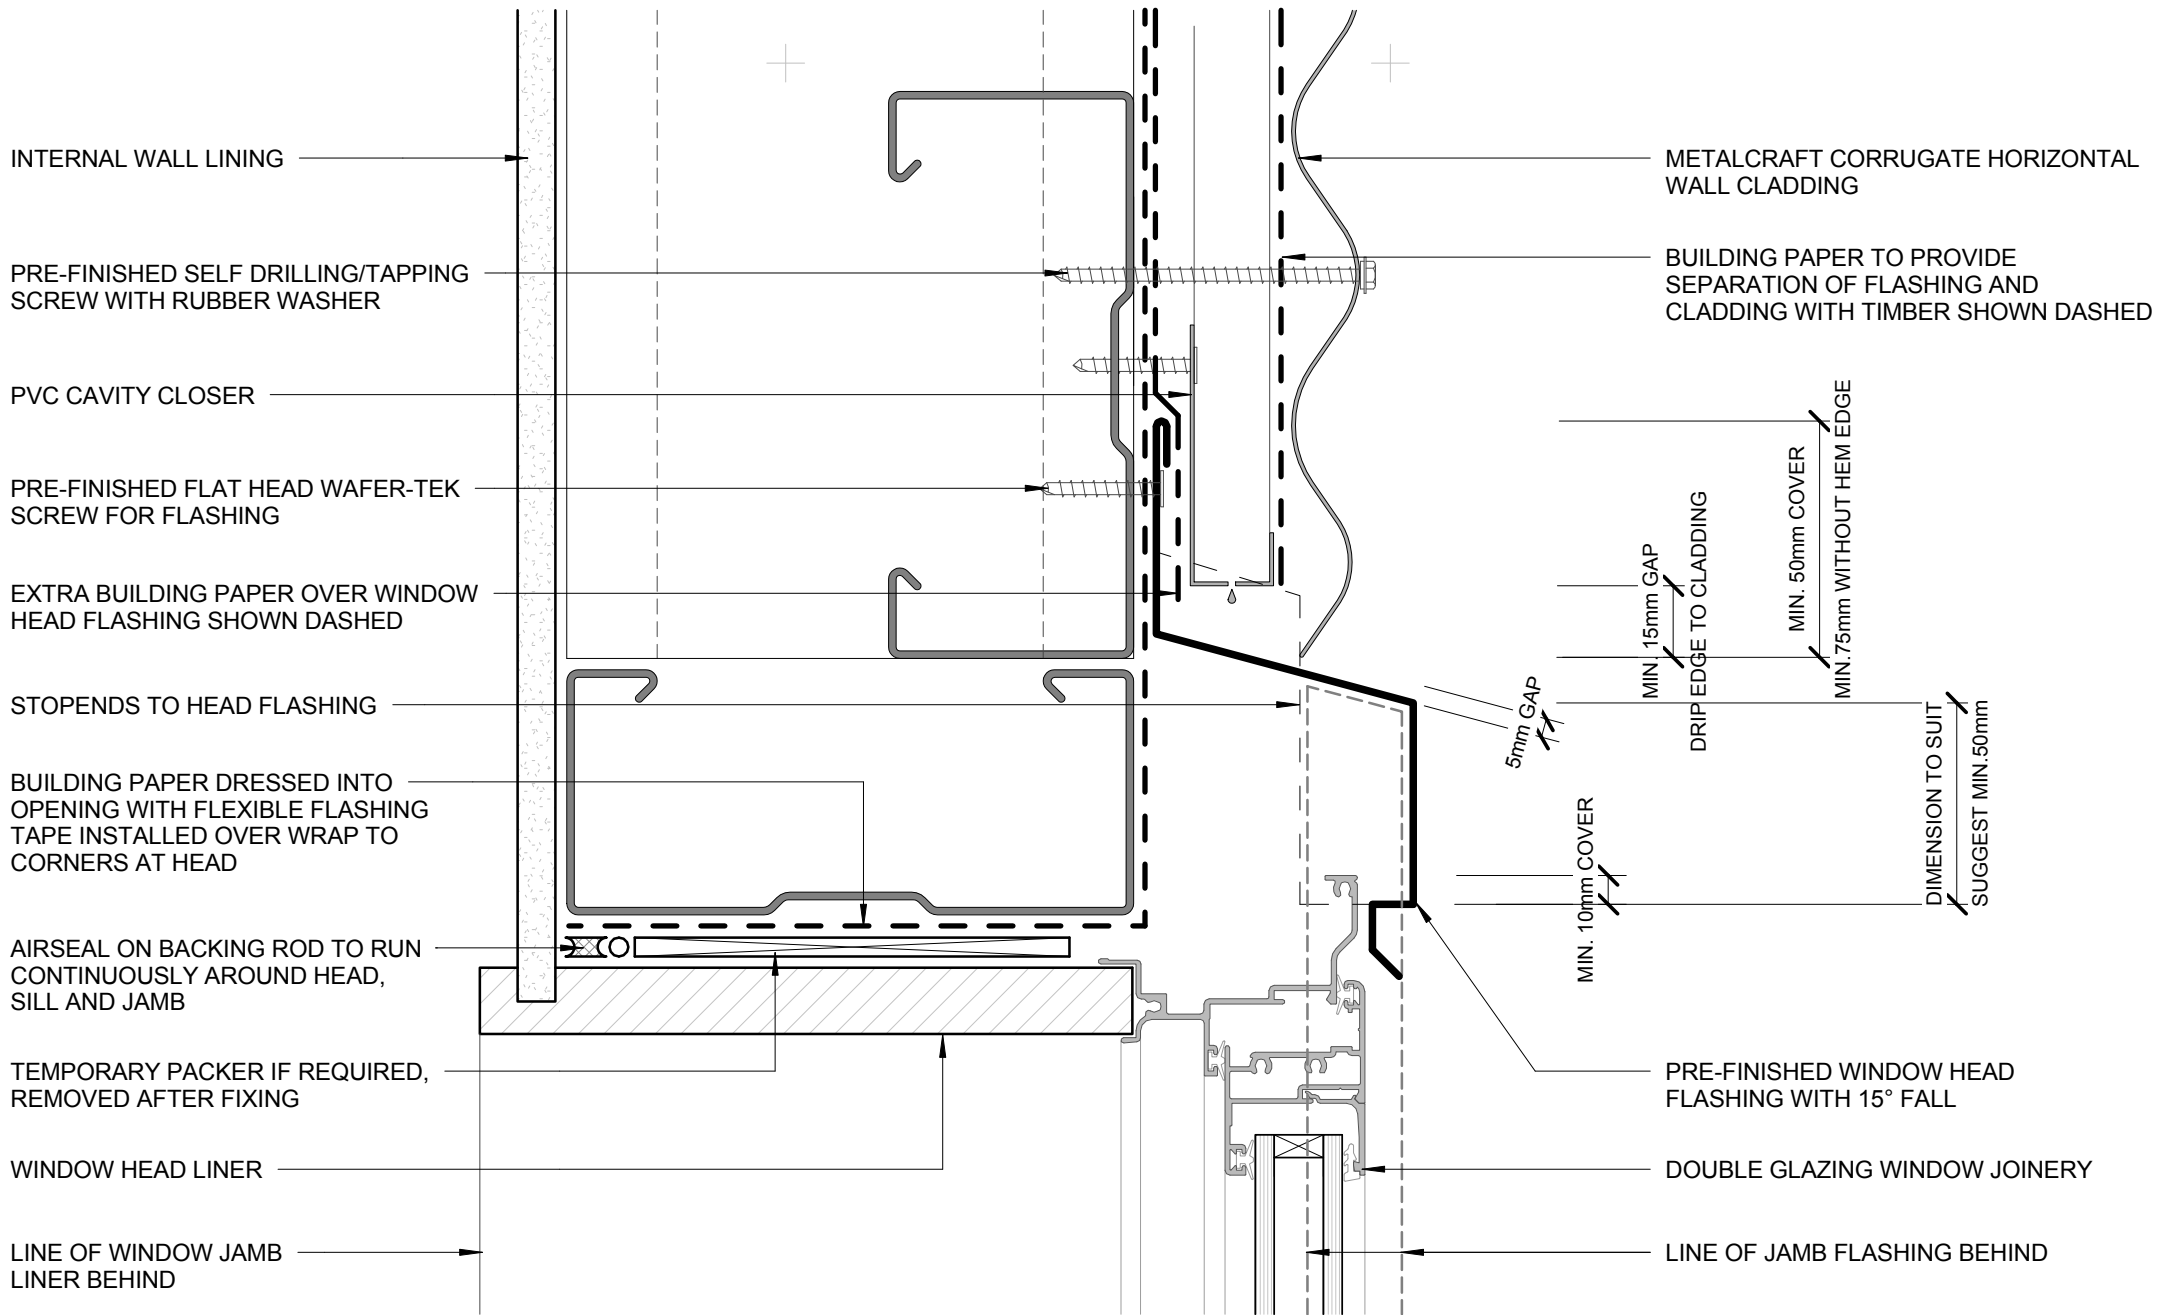 INTERNAL WALL LINING
PRE-FINISHED SELF DRILLING/TAPPING
SCREW WITH RUBBER WASHER
PVC CAVITY CLOSER
PRE-FINISHED FLAT HEAD WAFER-TEK
SCREW FOR FLASHING
EXTRA BUILDING PAPER OVER WINDOW
HEAD FLASHING SHOWN DASHED
STOPENDS TO HEAD FLASHING
BUILDING PAPER DRESSED INTO
OPENING WITH FLEXIBLE FLASHING
TAPE INSTALLED OVER WRAP TO
CORNERS AT HEAD
AIRSEAL ON BACKING ROD TO RUN
CONTINUOUSLY AROUND HEAD,
SILL AND JAMB
TEMPORARY PACKER IF REQUIRED,
REMOVED AFTER FIXING
WINDOW HEAD LINER
LINE OF WINDOW JAMB
LINER BEHIND
METALCRAFT CORRUGATE HORIZONTAL
WALL CLADDING
BUILDING PAPER TO PROVIDE
SEPARATION OF FLASHING AND
CLADDING WITH TIMBER SHOWN DASHED
5mm GAP
MIN. 10mm COVER
MIN. 15mm GAP
DRIP EDGE TO CLADDING
MIN. 50mm COVER
MIN.75mm WITHOUT HEM EDGE
DIMENSION TO SUIT
SUGGEST MIN.50mm
PRE-FINISHED WINDOW HEAD
FLASHING WITH 15° FALL
DOUBLE GLAZING WINDOW JOINERY
LINE OF JAMB FLASHING BEHIND